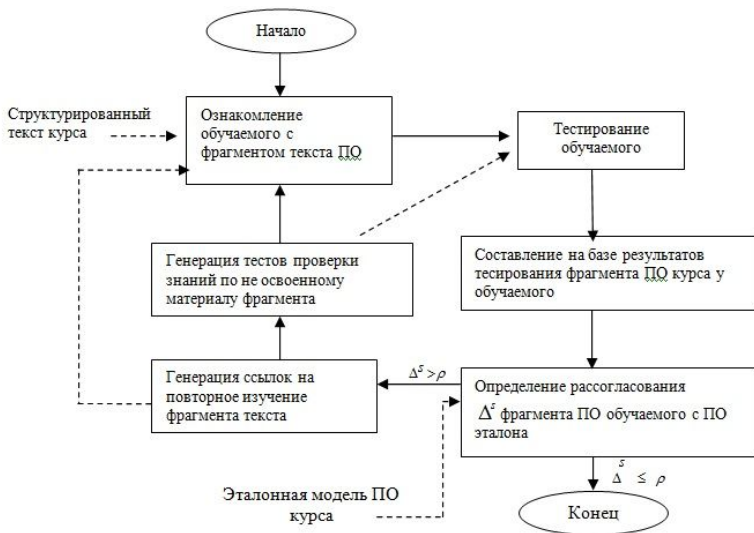 Начало
Структурированный
текст курса
Ознакомление
обучаемого с
фрагментом текста ПО
Тестирование
обучаемого
Генерация тестов проверки
знаний по не освоенному
материалу фрагмента
Составление на базе результатов
тесирования фрагмента ПО курса у
обучаемого
Генерация ссылок на
повторное изучение
фрагмента текста
Δˢ > ρ
Определение рассогласования
Δˢ фрагмента ПО обучаемого с ПО
эталона
Δˢ ≤ ρ
Эталонная модель ПО
курса
Конец